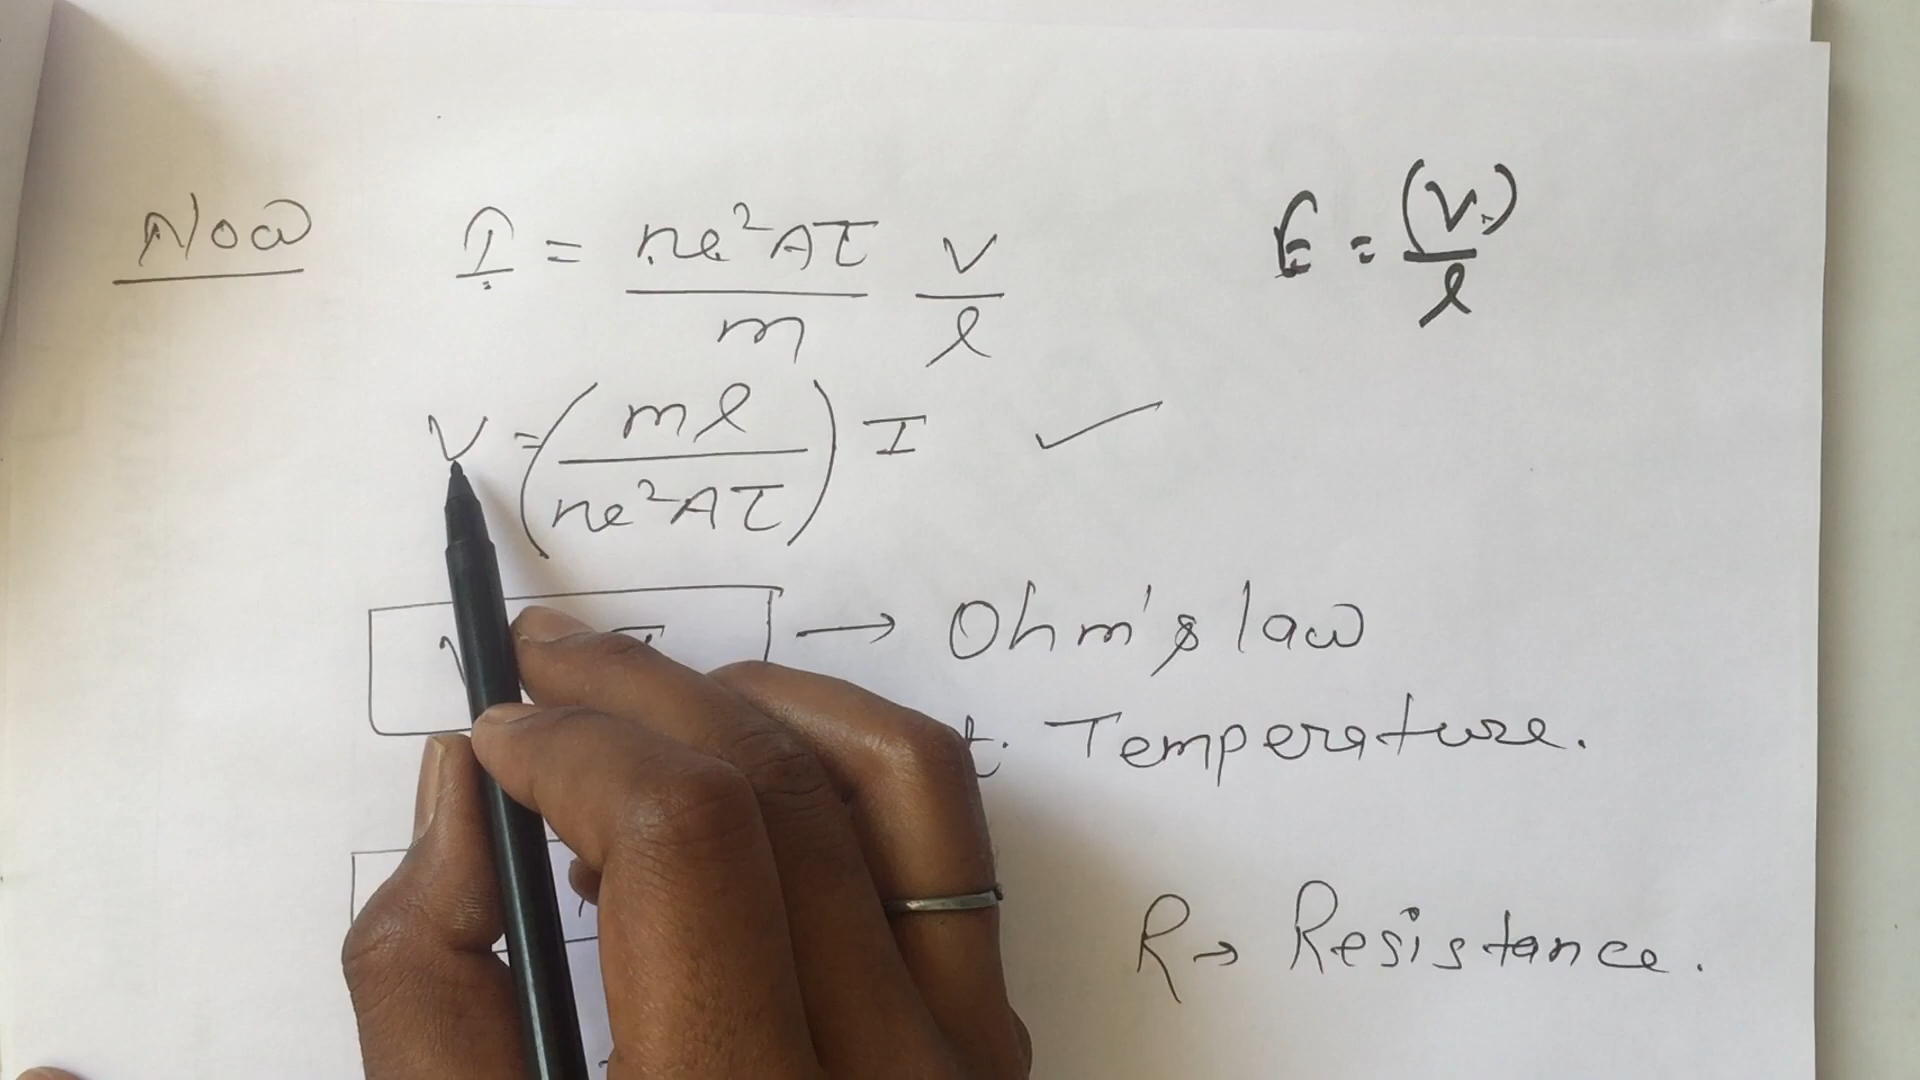 Now I = ne²Aτ/m V/l E = (V)/l
V = (ml/ne²Aτ) I ✓
V I → Ohm's law
t. Temperature.
R → Resistance.